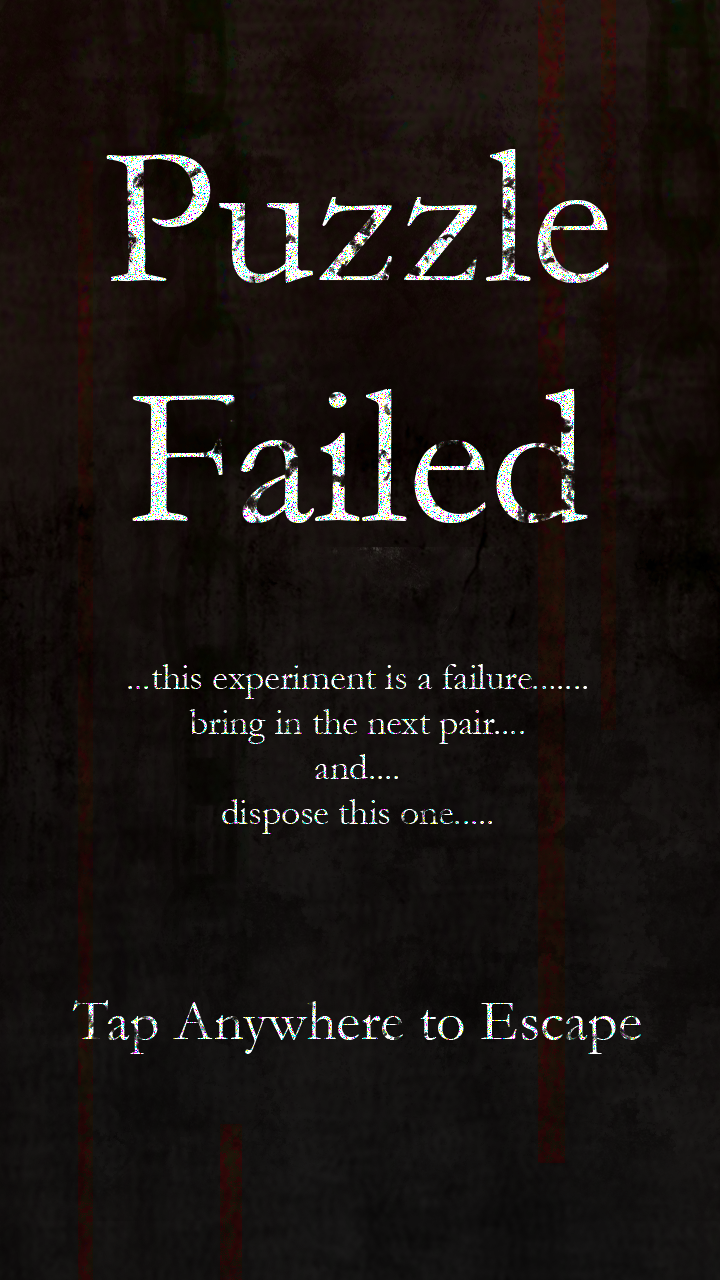 Puzzle
Failed
...this experiment is a failure.......
bring in the next pair....
and....
dispose this one.....
Tap Anywhere to Escape